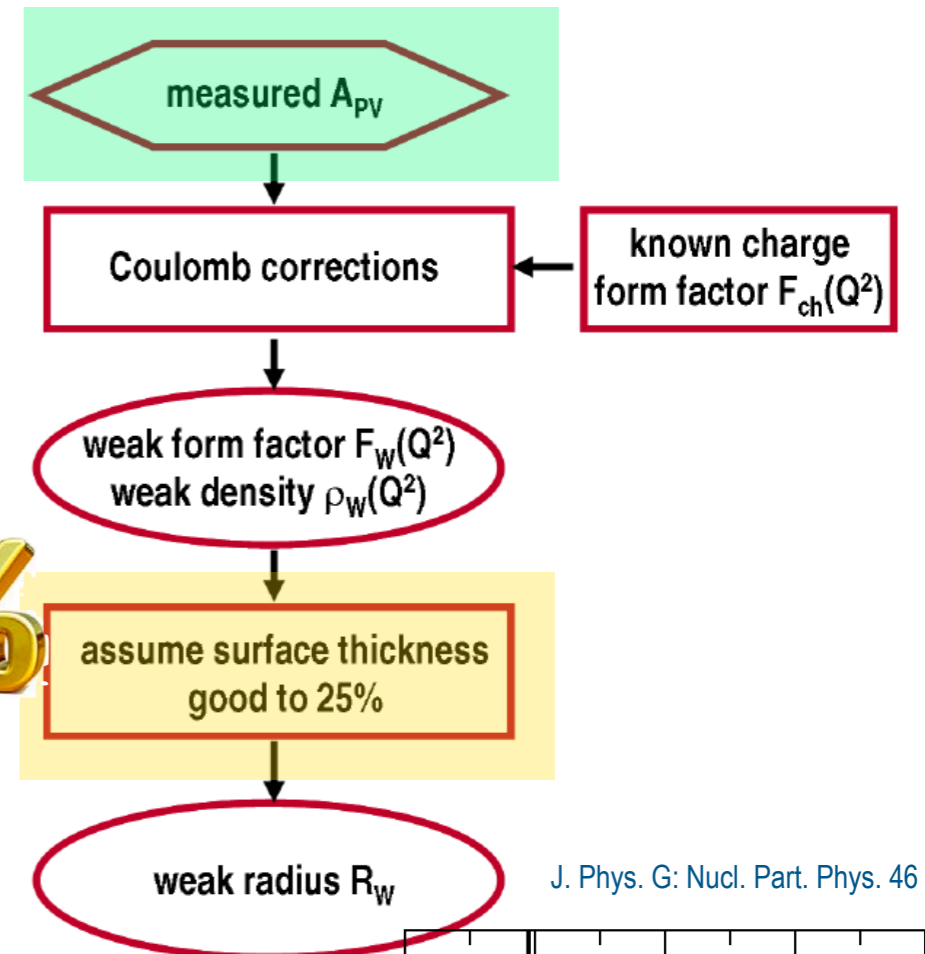 measured A_PV
Coulomb corrections
known charge
form factor F_ch(Q²)
weak form factor F_W(Q²)
weak density ρ_W(Q²)
assume surface thickness
good to 25%
weak radius R_W
J. Phys. G: Nucl. Part. Phys. 46